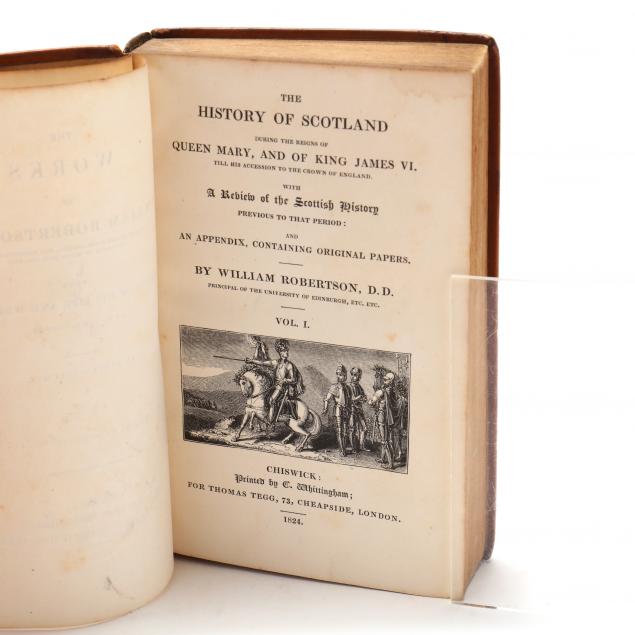 THE
HISTORY OF SCOTLAND
DURING THE REIGNS OF
QUEEN MARY, AND OF KING JAMES VI.
TILL HIS ACCESSION TO THE CROWN OF ENGLAND.
WITH
A Review of the Scottish History
PREVIOUS TO THAT PERIOD:
AND
AN APPENDIX, CONTAINING ORIGINAL PAPERS.
BY WILLIAM ROBERTSON, D.D.
PRINCIPAL OF THE UNIVERSITY OF EDINBURGH, ETC. ETC.
VOL. I.
CHISWICK:
Printed by C. Whittingham;
FOR THOMAS TEGG, 73, CHEAPSIDE, LONDON.
1824.